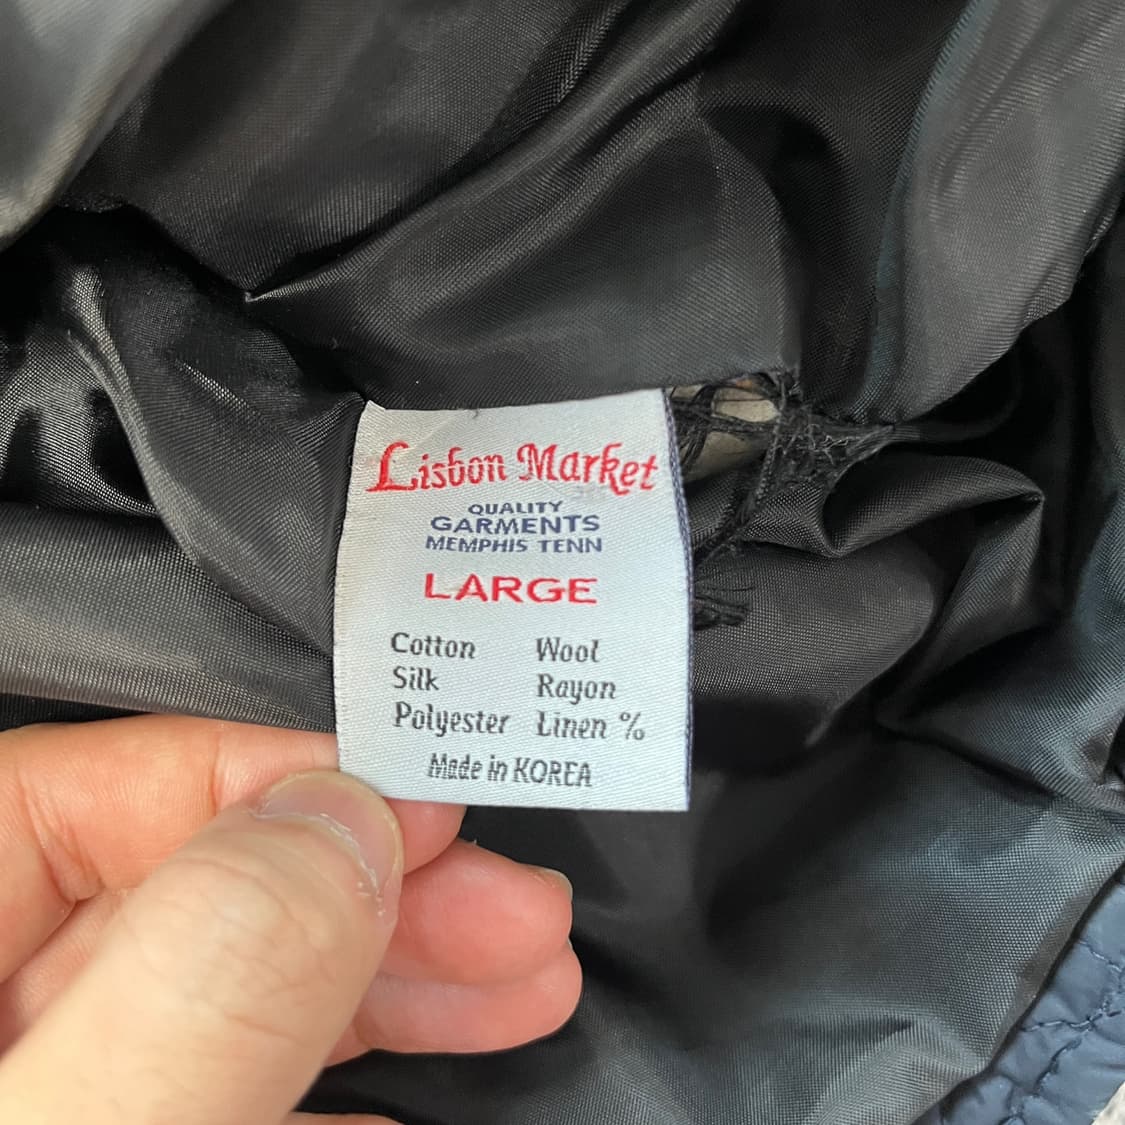 Lisbon Market
QUALITY
GARMENTS
MEMPHIS TENN
LARGE
Cotton Wool
Silk Rayon
Polyester Linen %
Made in KOREA